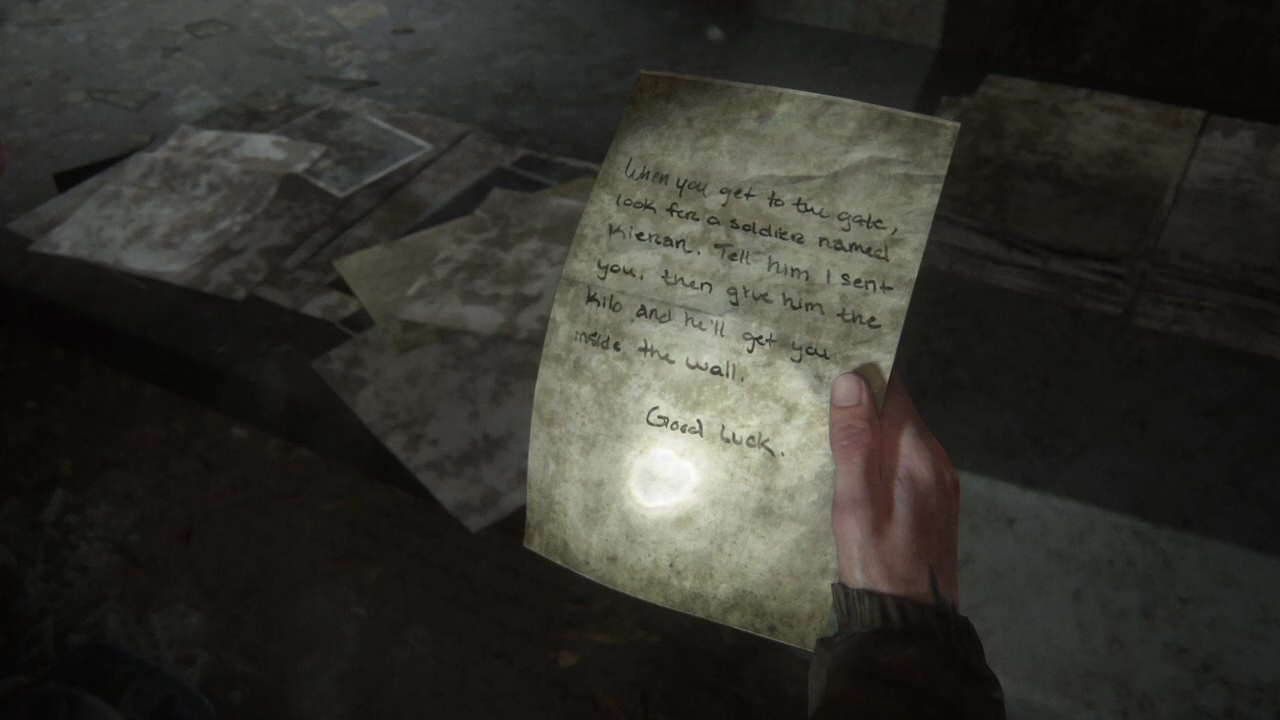 When you get to the gate,
look for a soldier named
Kieran. Tell him I sent
you, then give him the
kilo and he'll get you
inside the wall.
Good Luck.